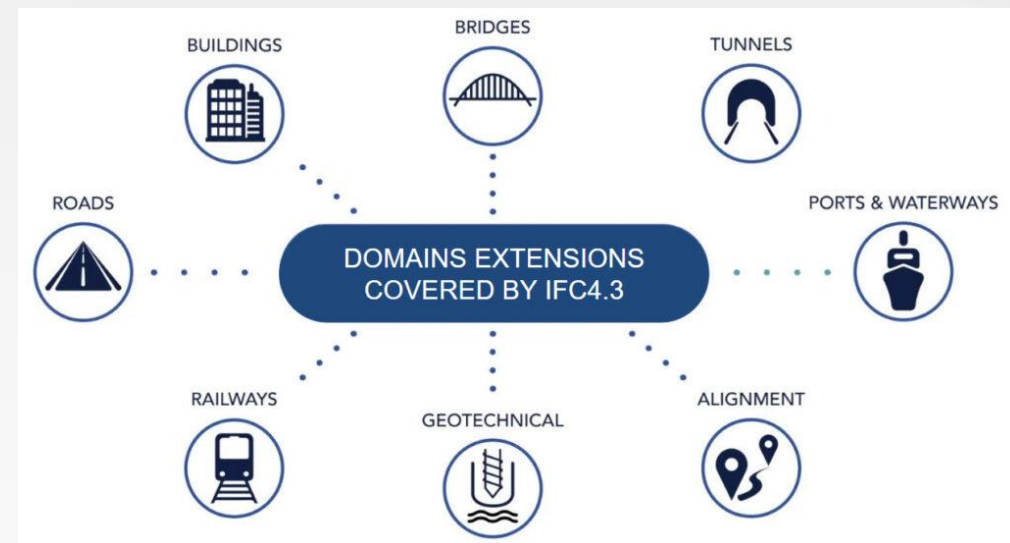 BRIDGES
BUILDINGS
TUNNELS
ROADS
PORTS & WATERWAYS
DOMAINS EXTENSIONS
COVERED BY IFC4.3
RAILWAYS
ALIGNMENT
GEOTECHNICAL